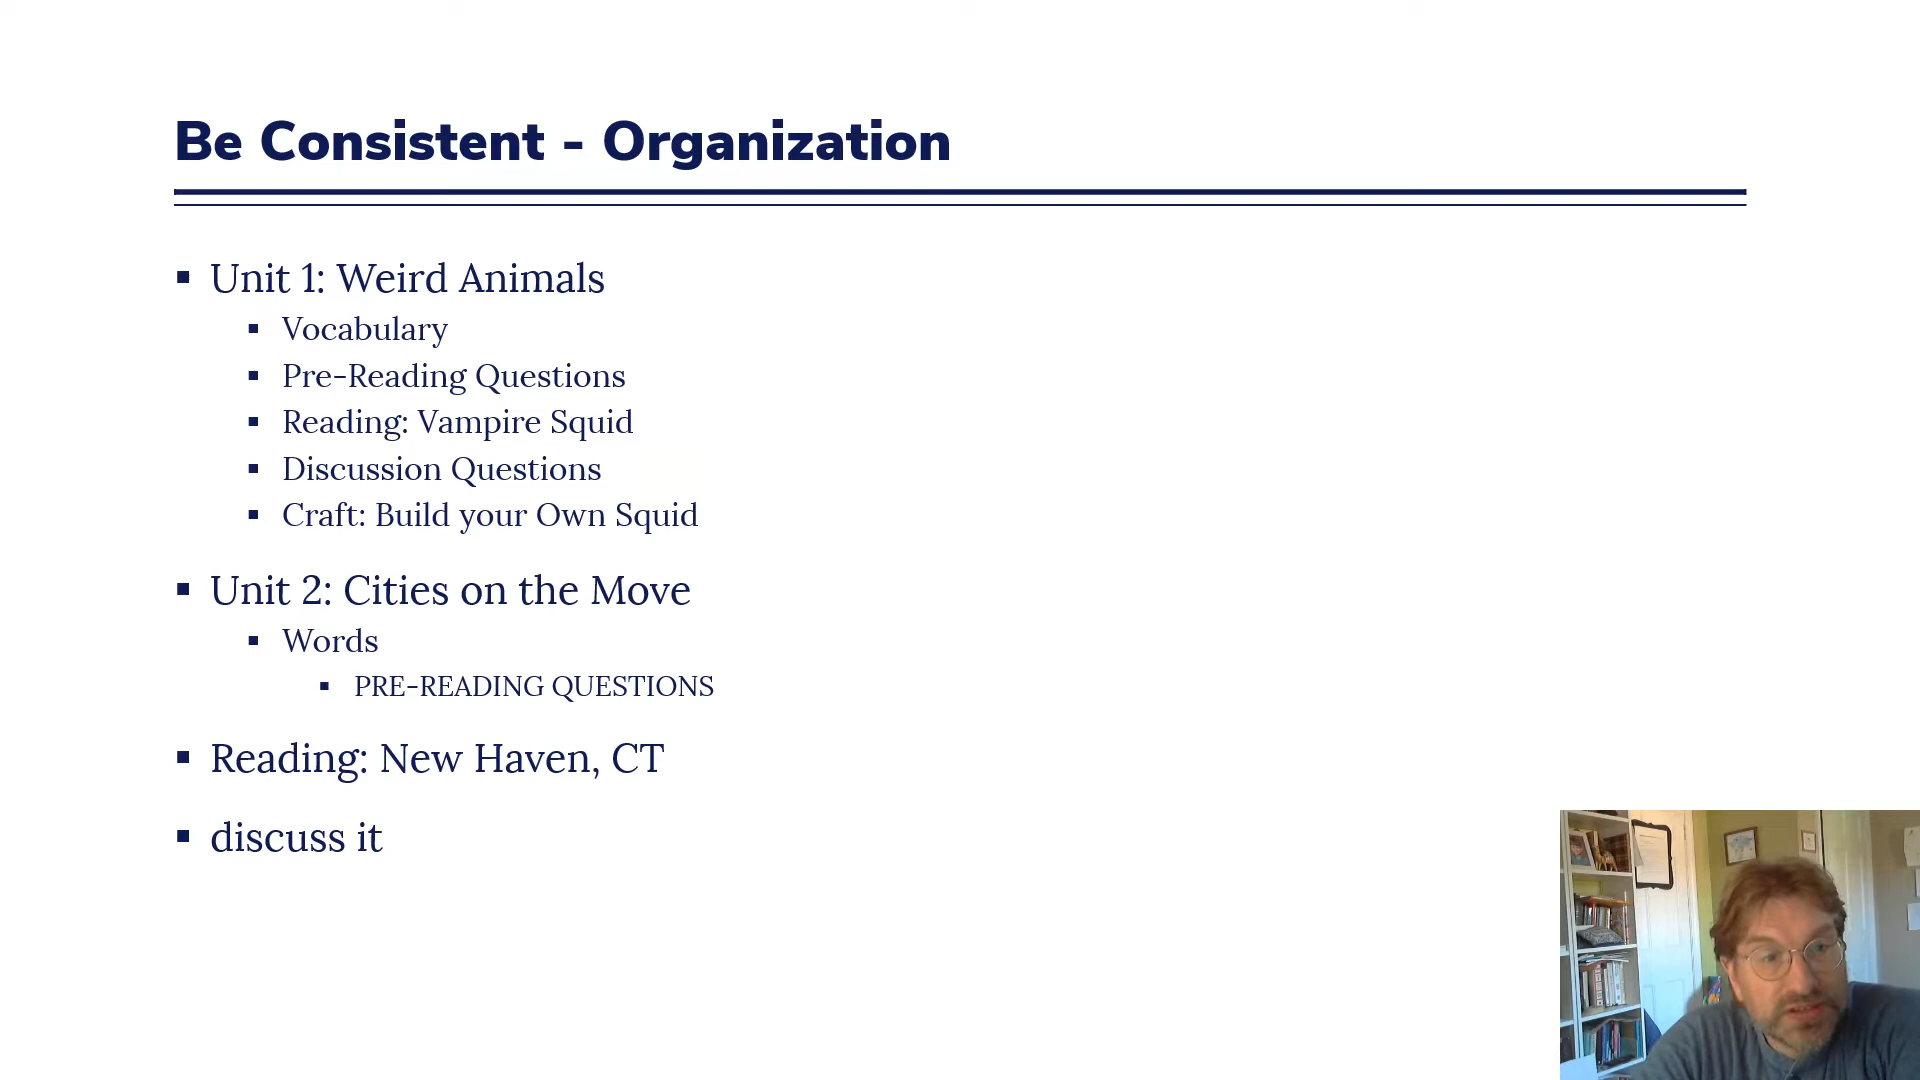 Be Consistent - Organization
Unit 1: Weird Animals
Vocabulary
Pre-Reading Questions
Reading: Vampire Squid
Discussion Questions
Craft: Build your Own Squid
Unit 2: Cities on the Move
Words
PRE-READING QUESTIONS
Reading: New Haven, CT
discuss it